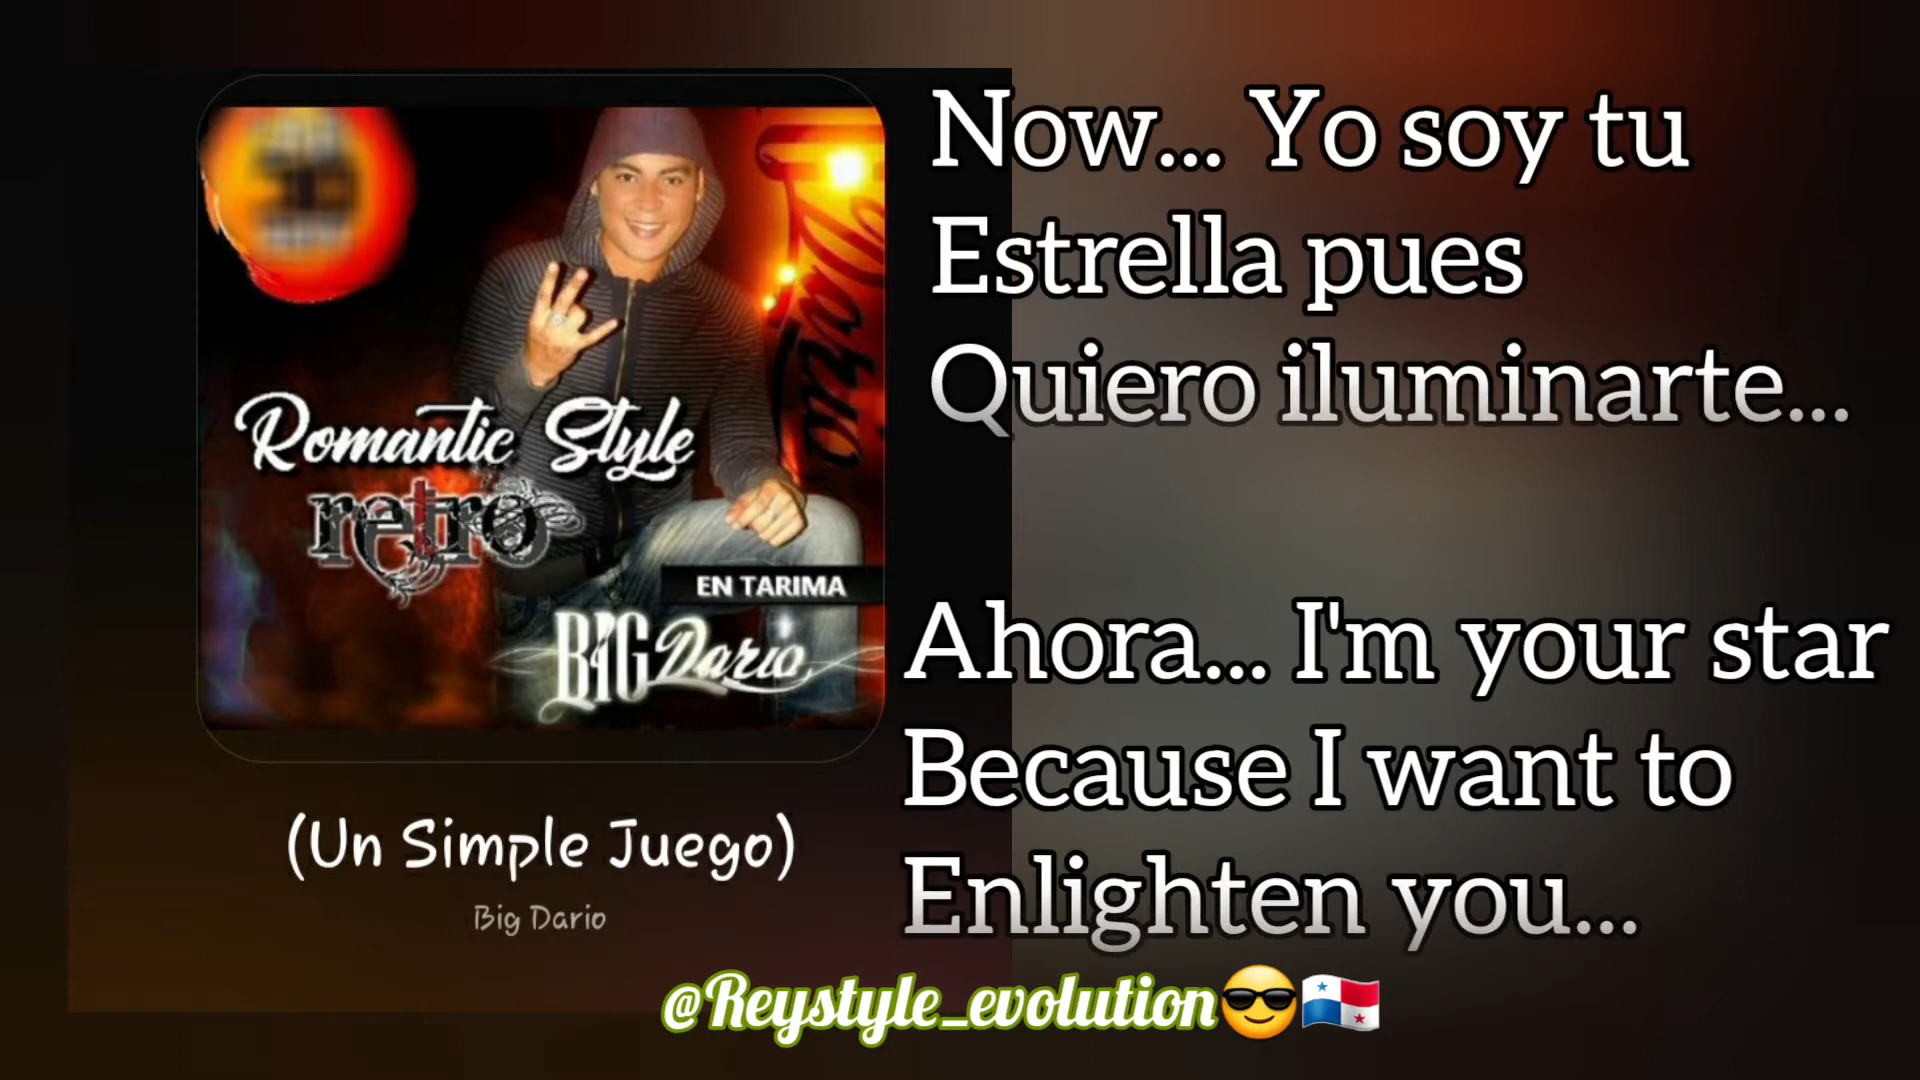 Romantic Style
retro
EN TARIMA
BIG Dario
(Un Simple Juego)
Big Dario
Now... Yo soy tu
Estrella pues
Quiero iluminarte...
Ahora... I'm your star
Because I want to
Enlighten you...
@Reystyle_evolution😎🇵🇦